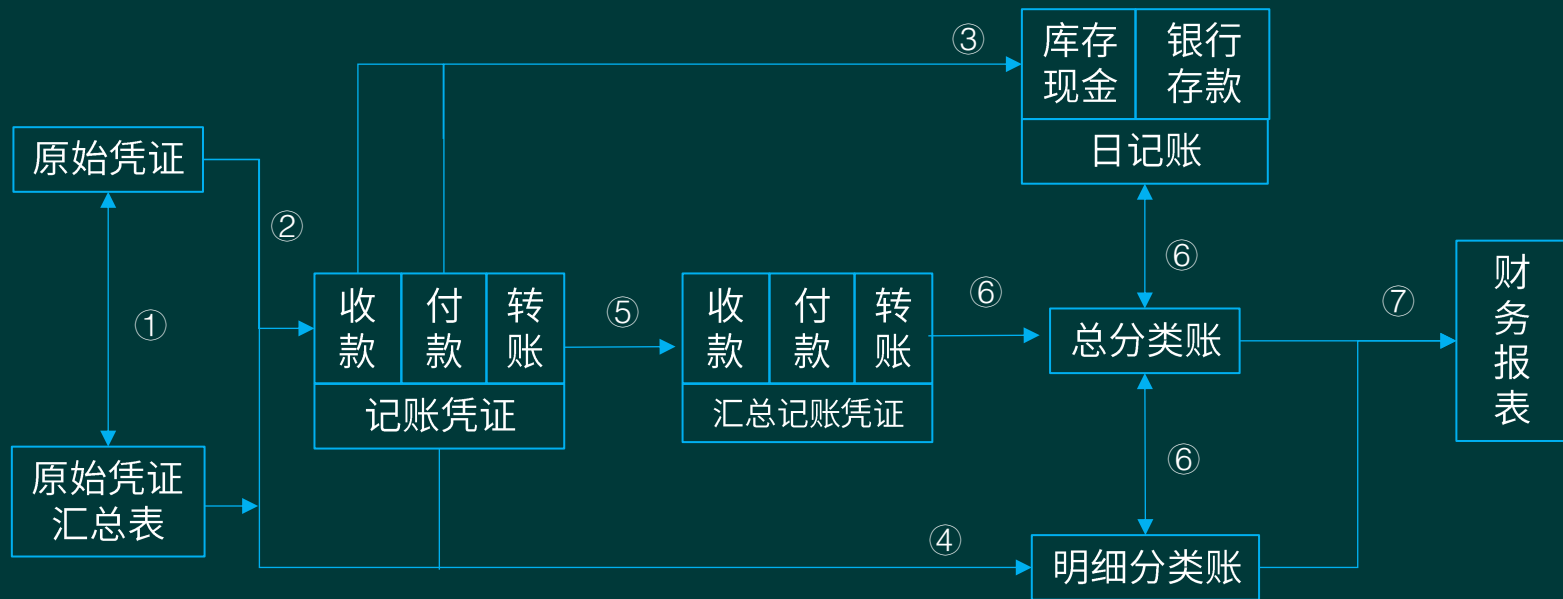 ③
库存
现金
银行
存款
日记账
原始凭证
②
①
⑥
收款
付款
转账
记账凭证
⑤
收款
付款
转账
汇总记账凭证
⑥
总分类账
⑦
财务报表
原始凭证
汇总表
⑥
④
明细分类账